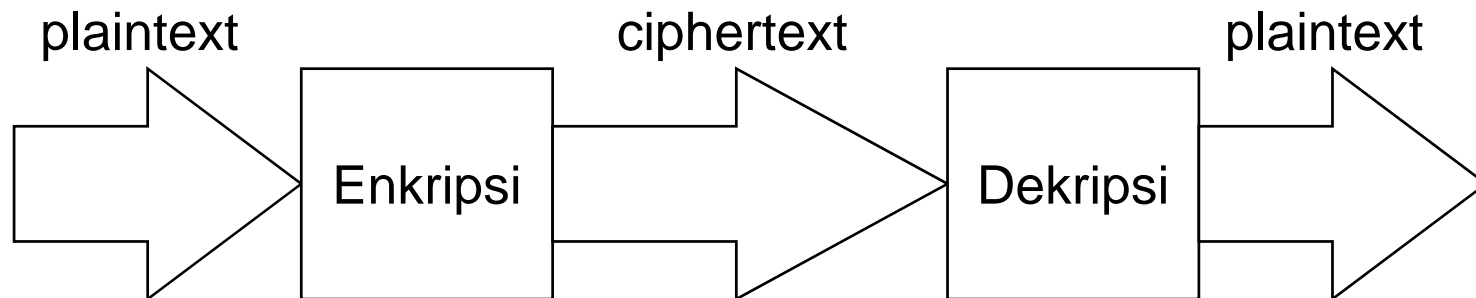 plaintext
ciphertext
plaintext
Enkripsi
Dekripsi